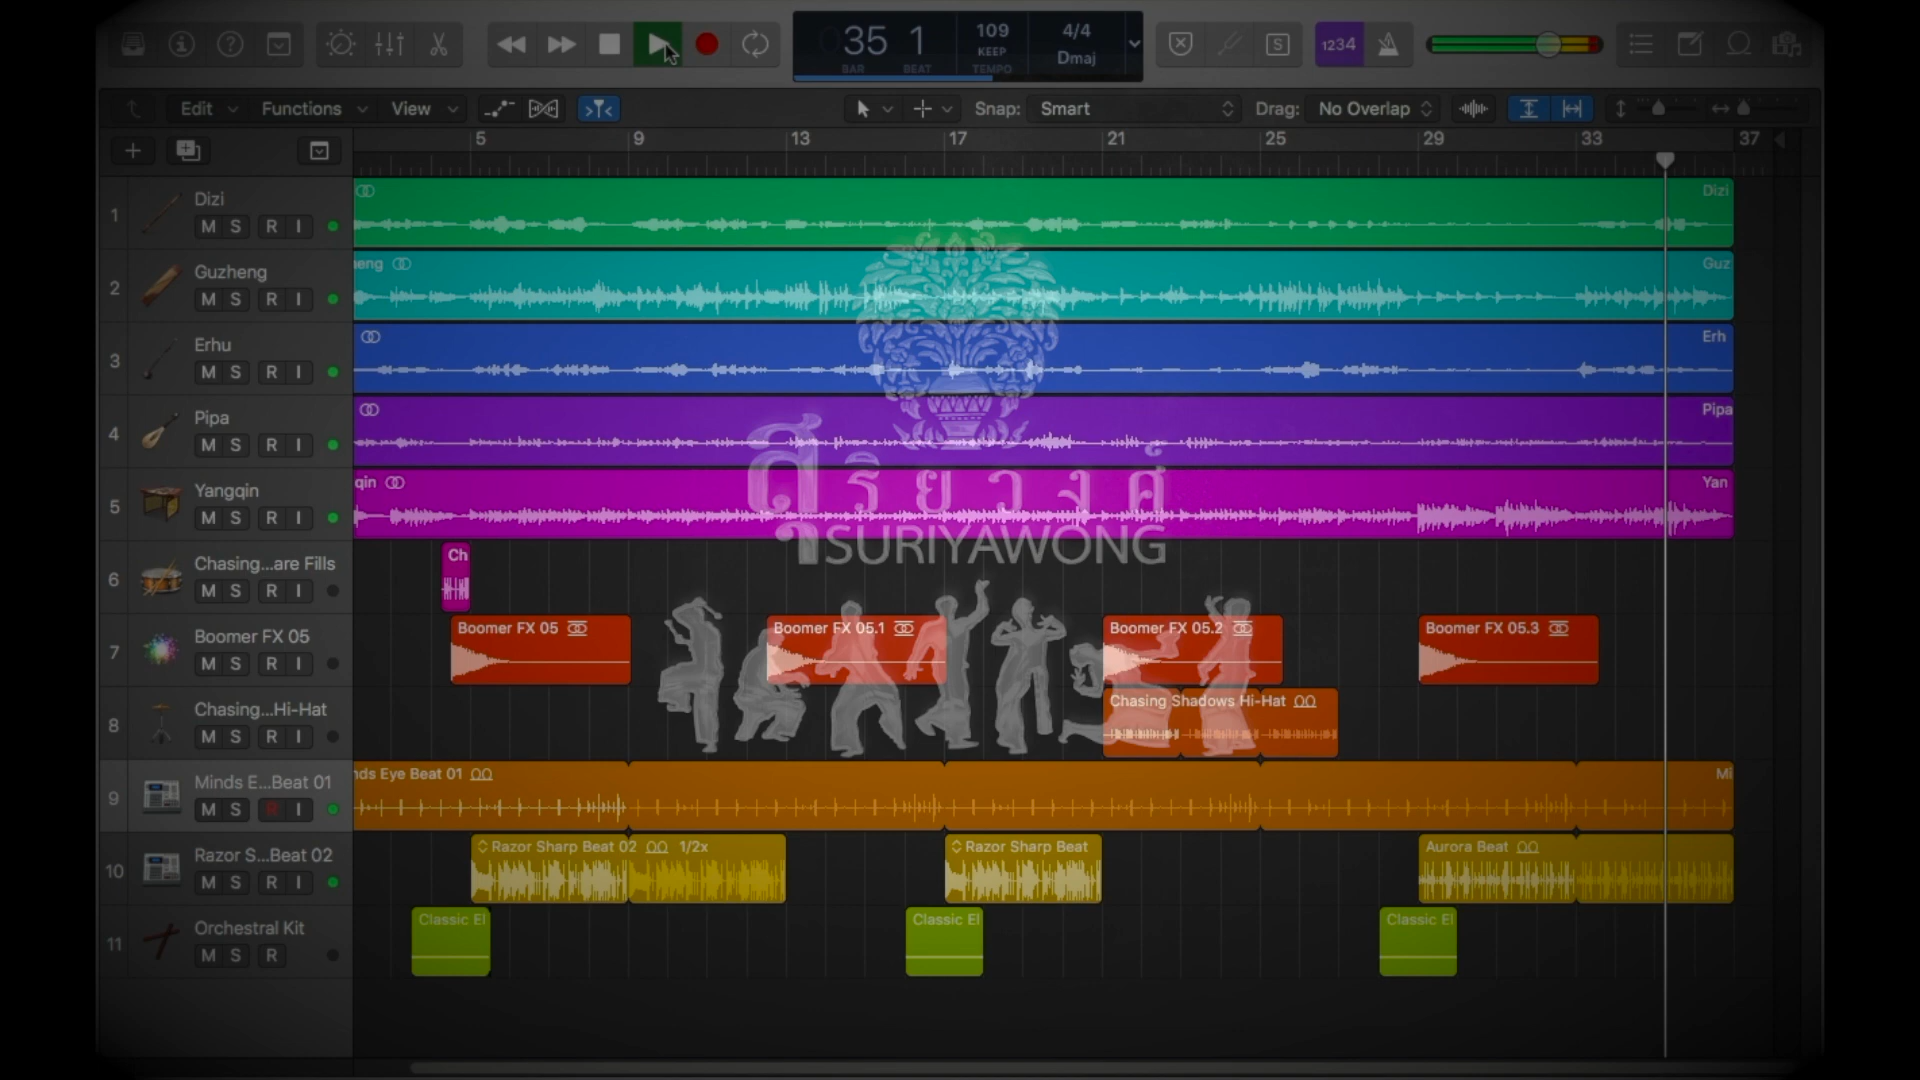 35 1
BAR BEAT
109
KEEP
TEMPO
4/4
Dmaj
S
1234
Edit Functions View
Snap: Smart
Drag: No Overlap
5 9 13 17 21 25 29 33 37
1 Dizi
M S R I
Dizi
2 Guzheng
M S R I
eng Guz
3 Erhu
M S R I
Erh
4 Pipa
M S R I
Pipa
5 Yangqin
M S R I
qin Yan
สุริยวงศ์
SURIYAWONG
6 Chasing...are Fills
M S R I
Ch
7 Boomer FX 05
M S R I
Boomer FX 05 Boomer FX 05.1 Boomer FX 05.2 Boomer FX 05.3
8 Chasing...Hi-Hat
M S R I
Chasing Shadows Hi-Hat
9 Minds E...Beat 01
M S R I
nds Eye Beat 01 Mi
10 Razor S...Beat 02
M S R I
Razor Sharp Beat 02 1/2x Razor Sharp Beat Aurora Beat
11 Orchestral Kit
M S R
Classic El Classic El Classic El